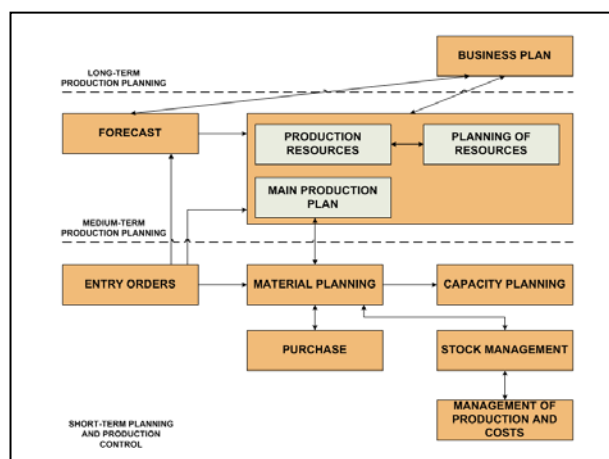 BUSINESS PLAN
LONG-TERM
PRODUCTION PLANNING
FORECAST
PRODUCTION
RESOURCES
PLANNING OF
RESOURCES
MAIN PRODUCTION
PLAN
MEDIUM-TERM
PRODUCTION PLANNING
ENTRY ORDERS
MATERIAL PLANNING
CAPACITY PLANNING
PURCHASE
STOCK MANAGEMENT
MANAGEMENT OF
PRODUCTION AND
COSTS
SHORT-TERM PLANNING
AND PRODUCTION
CONTROL